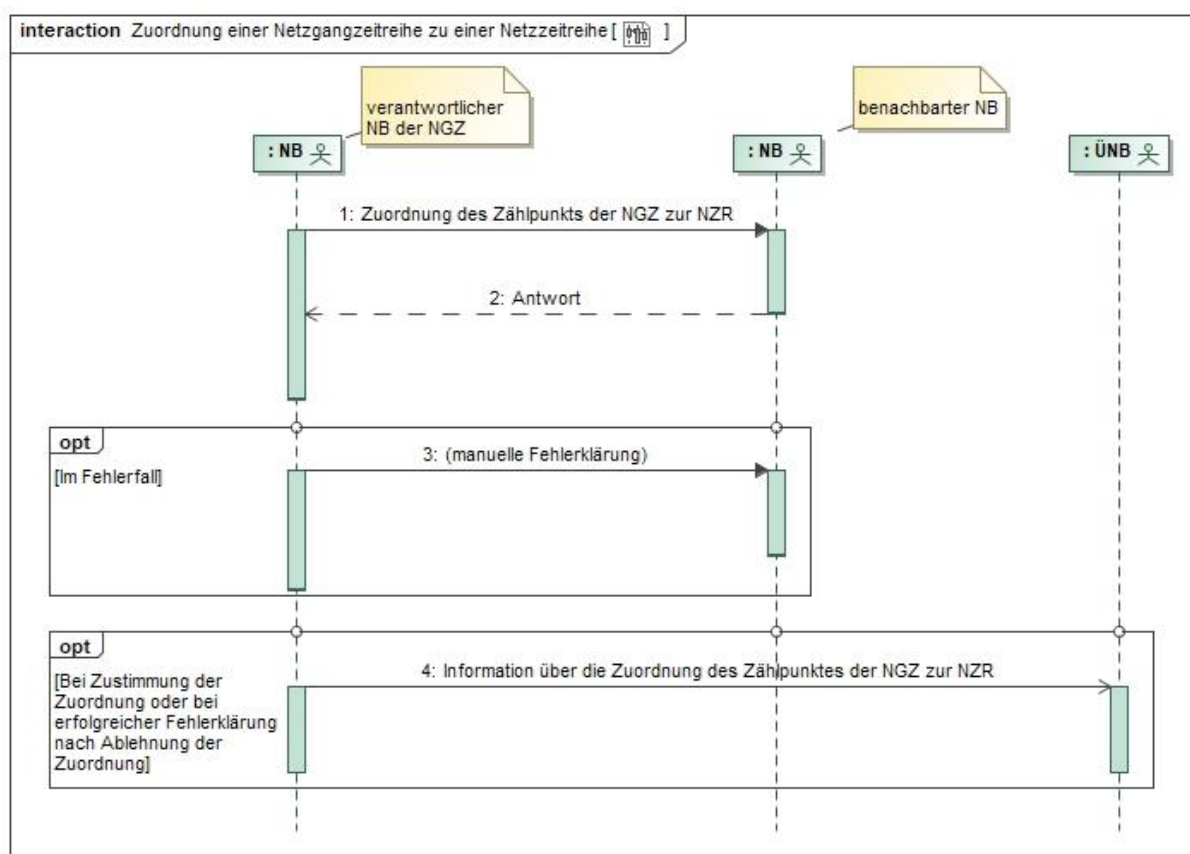 interaction Zuordnung einer Netzgangzeitreihe zu einer Netzzeitreihe [ ]
verantwortlicher
NB der NGZ
benachbarter NB
: NB
: NB
: ÜNB
1: Zuordnung des Zählpunkts der NGZ zur NZR
2: Antwort
opt
[Im Fehlerfall]
3: (manuelle Fehlerklärung)
opt
[Bei Zustimmung der
Zuordnung oder bei
erfolgreicher Fehlerklärung
nach Ablehnung der
Zuordnung]
4: Information über die Zuordnung des Zählpunktes der NGZ zur NZR